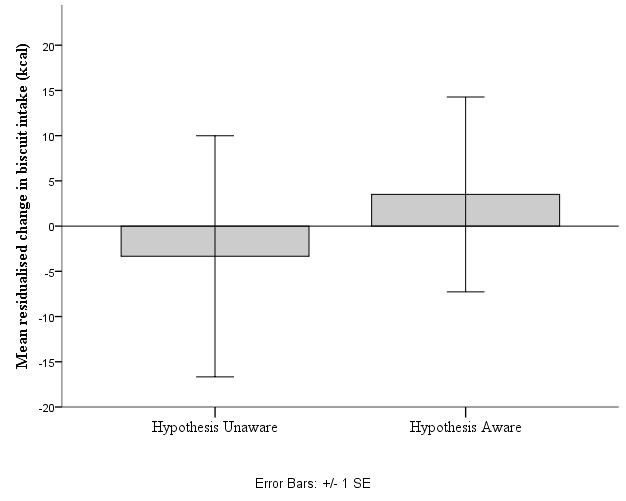 Mean residualised change in biscuit intake (kcal)
20
15
10
5
0
-5
-10
-15
-20
Hypothesis Unaware
Hypothesis Aware
Error Bars: +/- 1 SE